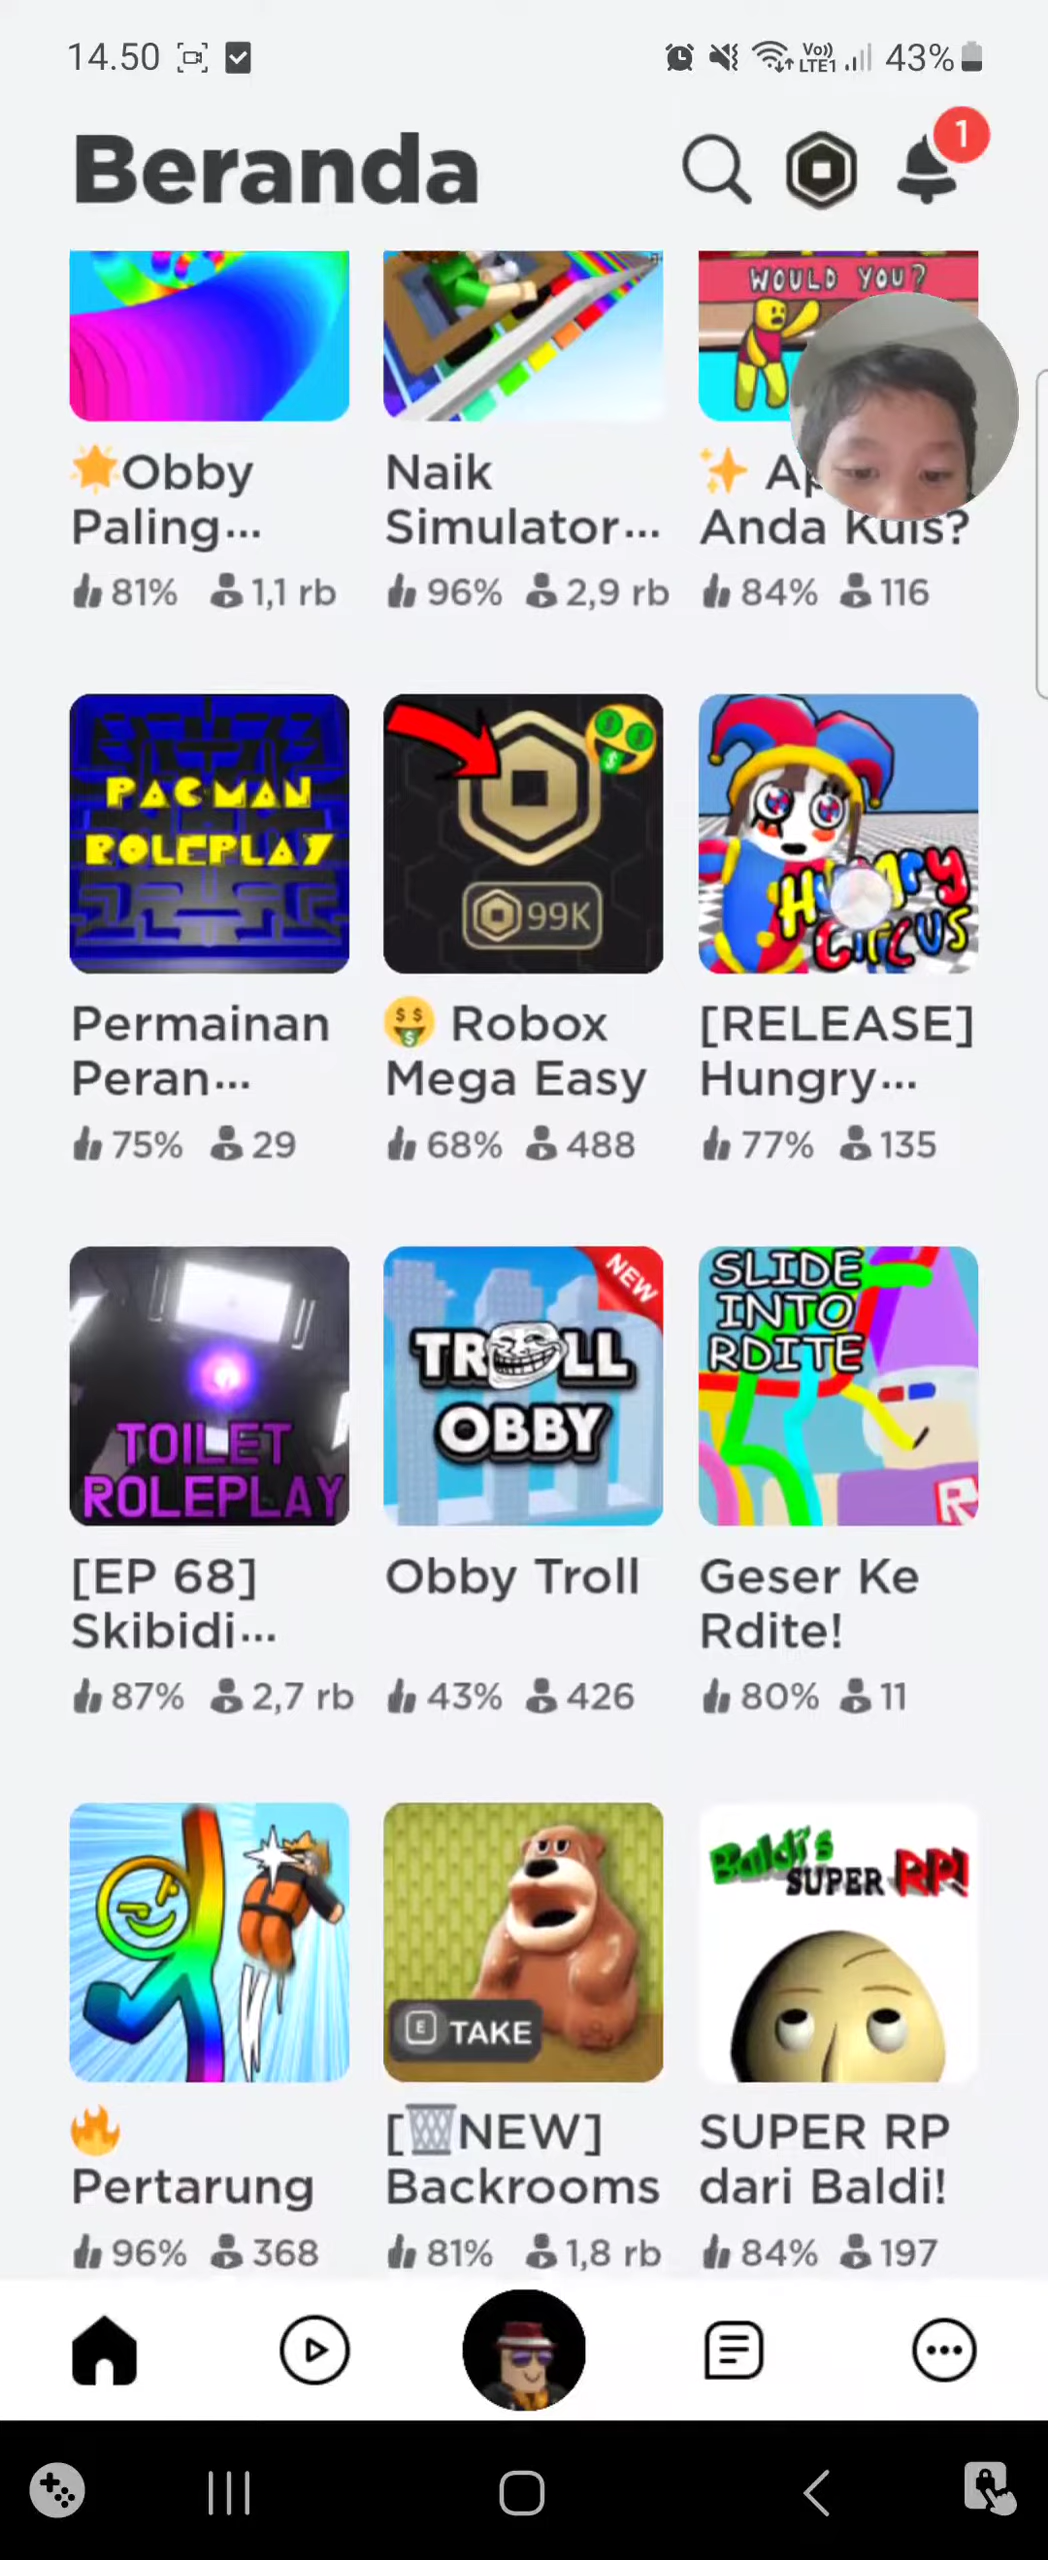 14.50
Vo))
LTE1
43%
Beranda
1
WOULD YOU?
Obby
Paling...
Naik
Simulator...
Anda Kuis?
81%
1,1 rb
96%
2,9 rb
84%
116
PACMAN
ROLEPLAY
99K
HUNGRY
CIRCUS
Permainan
Peran...
Robox
Mega Easy
[RELEASE]
Hungry...
75%
29
68%
488
77%
135
TOILET
ROLEPLAY
NEW
TROLL
OBBY
SLIDE
INTO
RDITE
R
[EP 68]
Skibidi...
Obby Troll
Geser Ke
Rdite!
87%
2,7 rb
43%
426
80%
11
E TAKE
Baldi's
SUPER RP!
Pertarung
[🗑️NEW]
Backrooms
SUPER RP
dari Baldi!
96%
368
81%
1,8 rb
84%
197